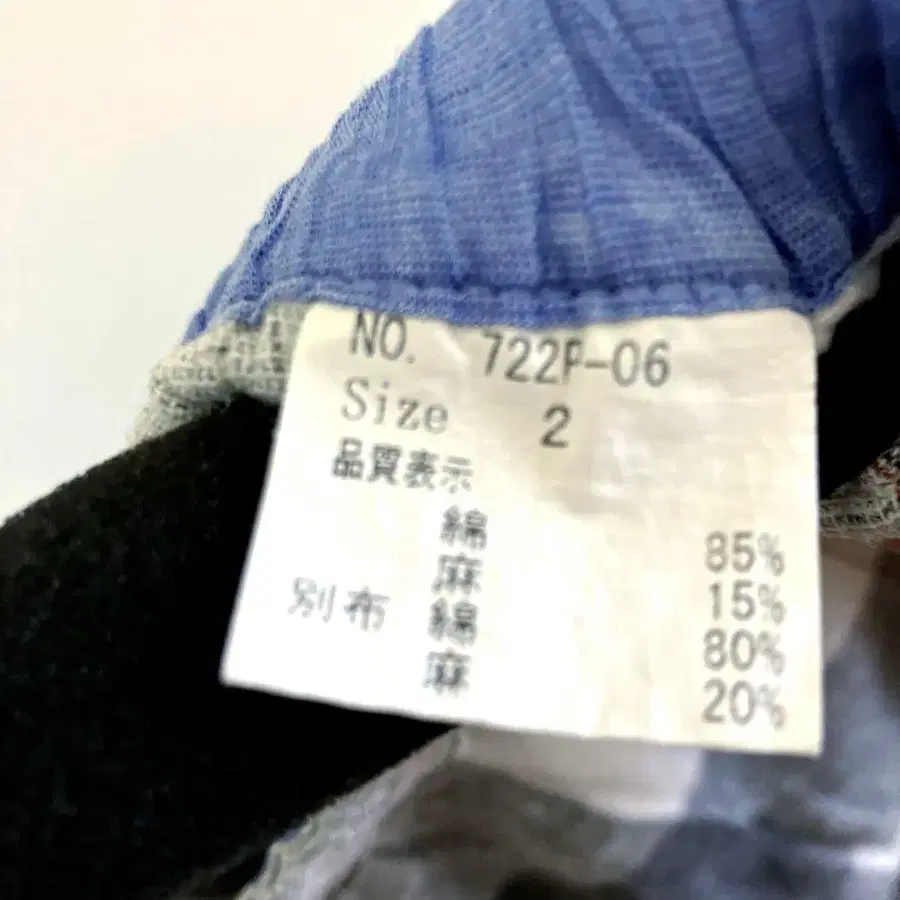 NO. 722P-06
Size 2
品質表示
綿 85%
麻 15%
別布 綿 80%
麻 20%